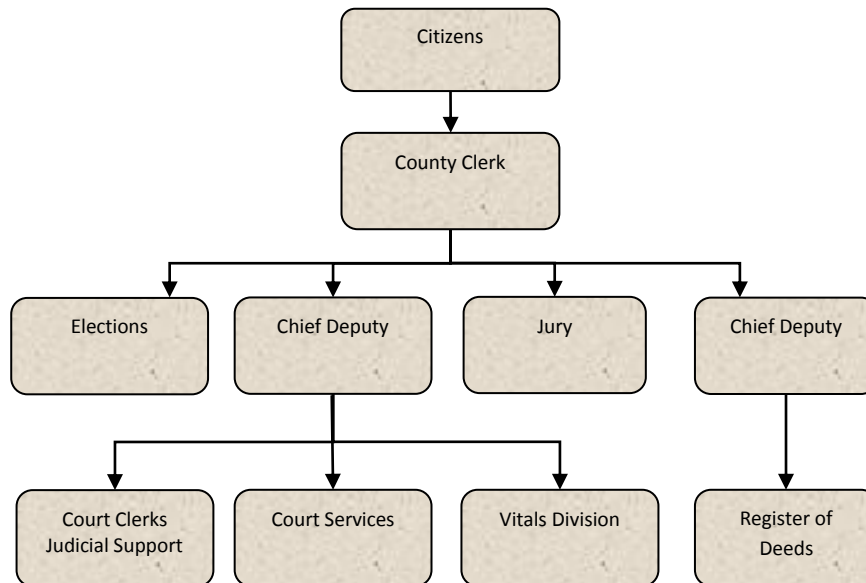 Citizens
County Clerk
Elections
Chief Deputy
Jury
Chief Deputy
Court Clerks
Judicial Support
Court Services
Vitals Division
Register of
Deeds